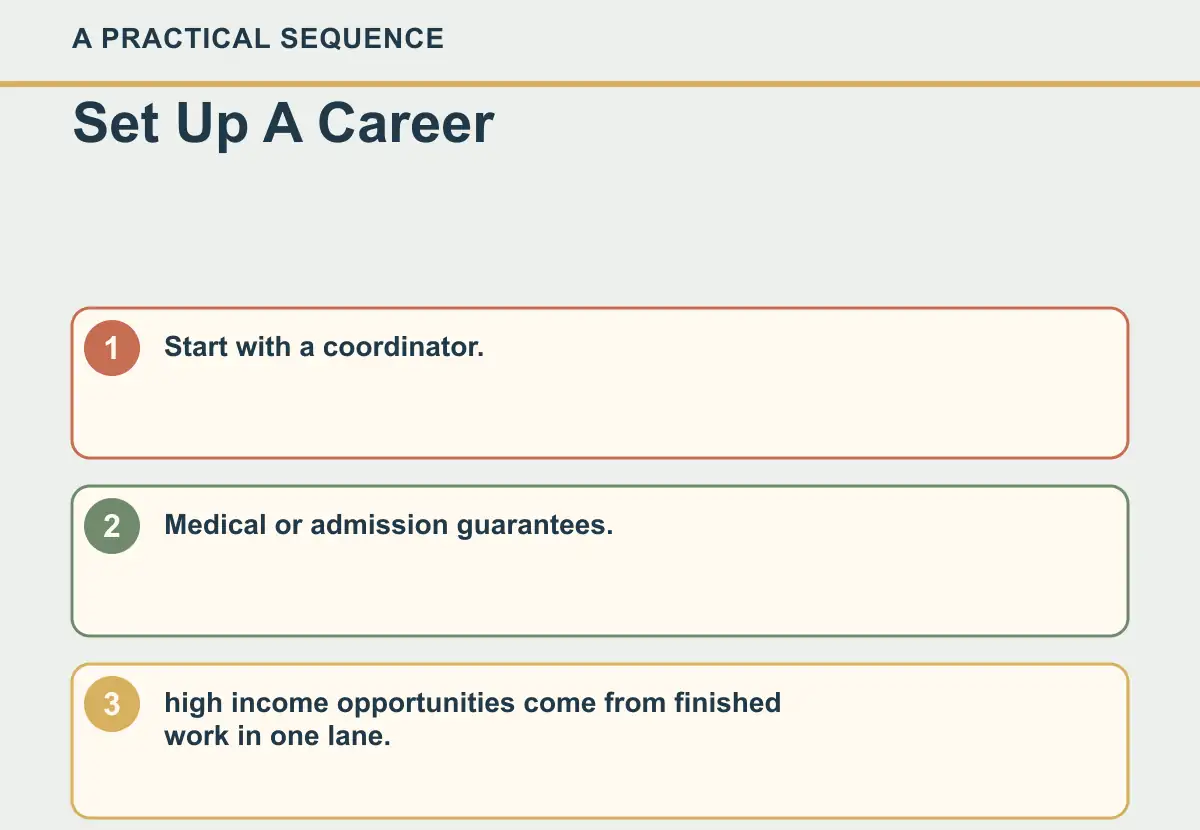 A PRACTICAL SEQUENCE
Set Up A Career
1
Start with a coordinator.
2
Medical or admission guarantees.
3
high income opportunities come from finished
work in one lane.